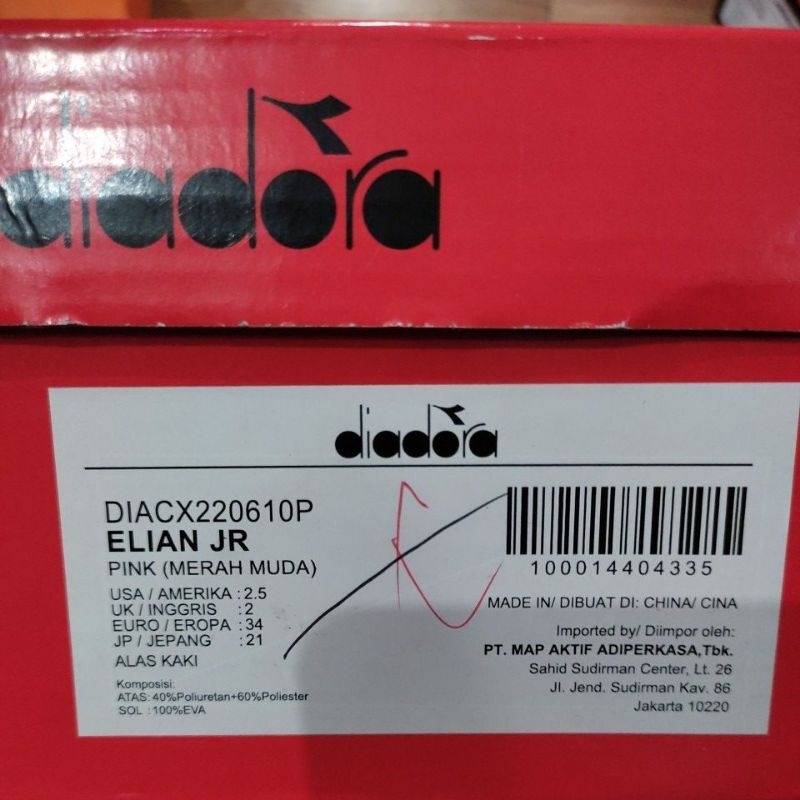 diadora
diadora
DIACX220610P
ELIAN JR
PINK (MERAH MUDA)
USA / AMERIKA : 2.5
UK / INGGRIS : 2
EURO / EROPA : 34
JP / JEPANG : 21
ALAS KAKI
Komposisi:
ATAS: 40%Poliuretan+60%Poliester
SOL : 100%EVA
100014404335
MADE IN/ DIBUAT DI: CHINA/ CINA
Imported by/ Diimpor oleh:
PT. MAP AKTIF ADIPERKASA,Tbk.
Sahid Sudirman Center, Lt. 26
Jl. Jend. Sudirman Kav. 86
Jakarta 10220